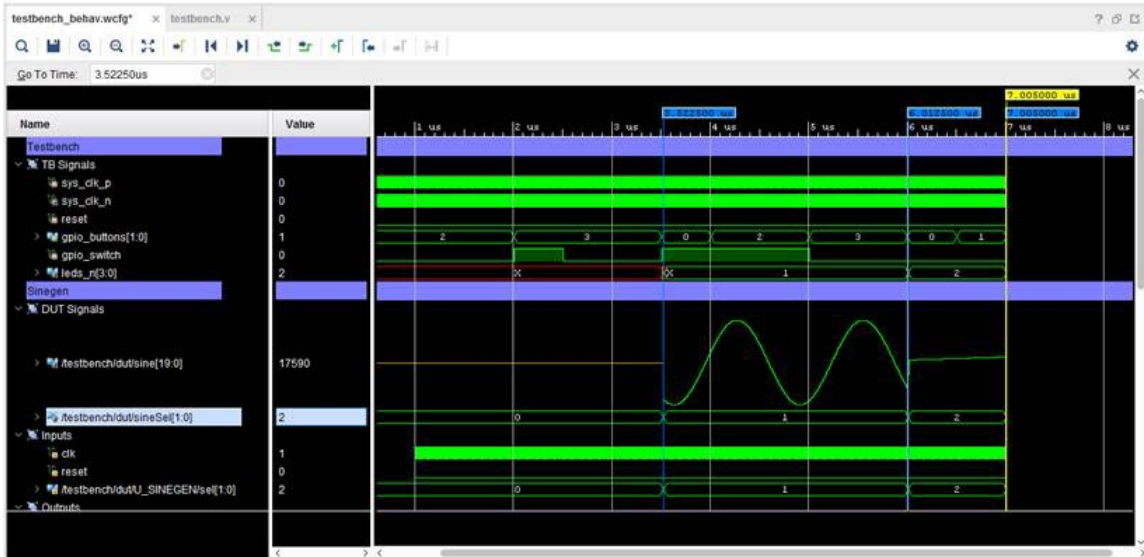 testbench_behav.wcfg* × testbench.v ×
Go To Time: 3.52250us
7.005000 us
3.522500 us 6.012500 us 7.005000 us
Name Value 1 us 2 us 3 us 4 us 5 us 6 us 7 us 8 us
Testbench
TB Signals
sys_clk_p 0
sys_clk_n 0
reset 0
gpio_buttons[1:0] 1 2 3 0 2 3 0 1
gpio_switch 0
leds_n[3:0] 2 X X 1 2
Sinegen
DUT Signals
/testbench/dut/sine[19:0] 17590
/testbench/dut/sineSel[1:0] 2 0 1 2
Inputs
clk 1
reset 0
/testbench/dut/U_SINEGEN/sel[1:0] 2 0 1 2
Outputs